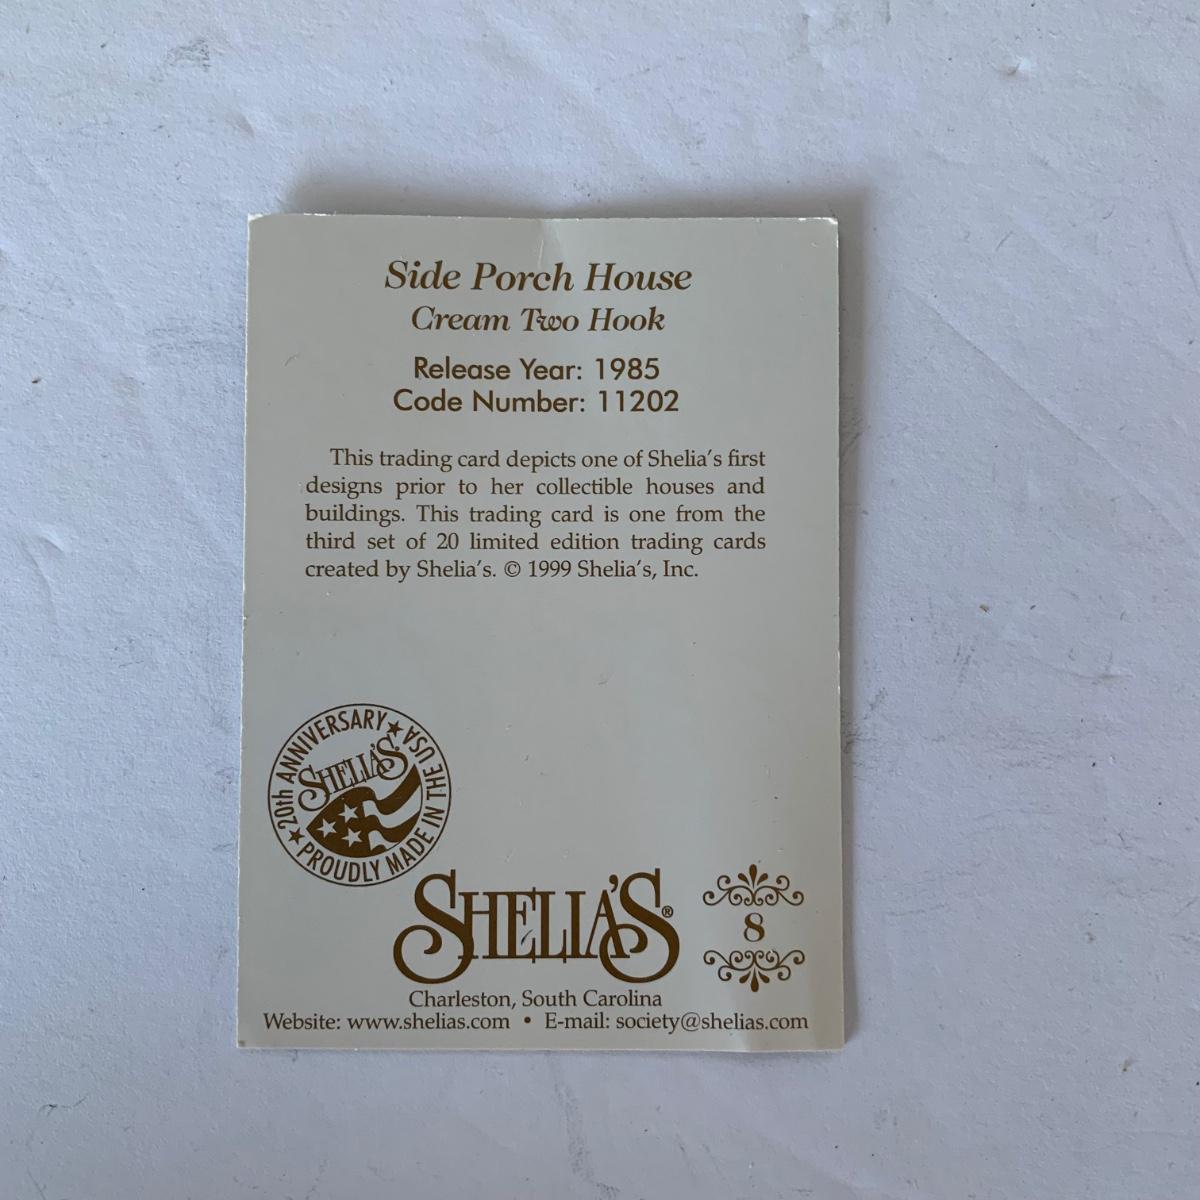 Side Porch House
Cream Two Hook
Release Year: 1985
Code Number: 11202
This trading card depicts one of Shelia's first
designs prior to her collectible houses and
buildings. This trading card is one from the
third set of 20 limited edition trading cards
created by Shelia's. © 1999 Shelia's, Inc.
★ 20th ANNIVERSARY ★
SHELIA'S®
PROUDLY MADE IN THE USA
SHELIA'S®
8
Charleston, South Carolina
Website: www.shelias.com • E-mail: society@shelias.com